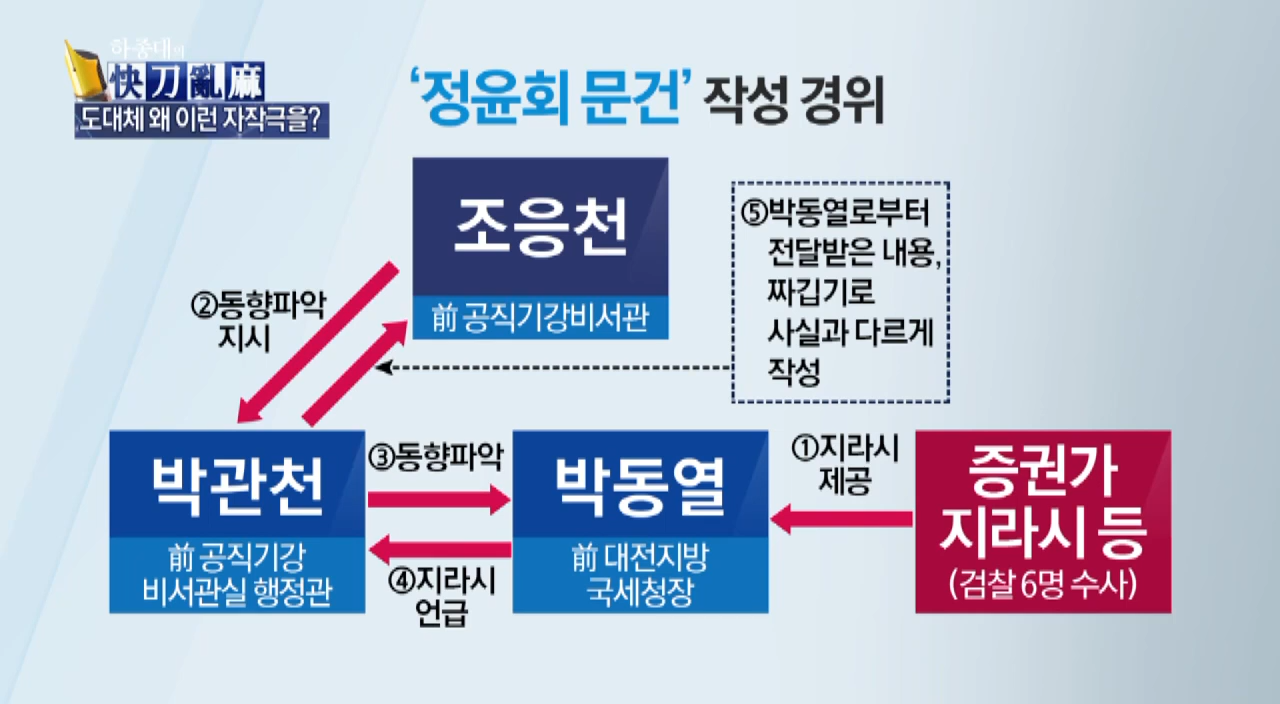 하종대의
快刀亂麻
도대체 왜 이런 자작극을?
‘정윤회 문건’ 작성 경위
조응천
前 공직기강비서관
②동향파악
지시
⑤박동열로부터
전달받은 내용,
짜깁기로
사실과 다르게
작성
박관천
前 공직기강
비서관실 행정관
③동향파악
④지라시
언급
박동열
前 대전지방
국세청장
①지라시
제공
증권가
지라시 등
(검찰 6명 수사)